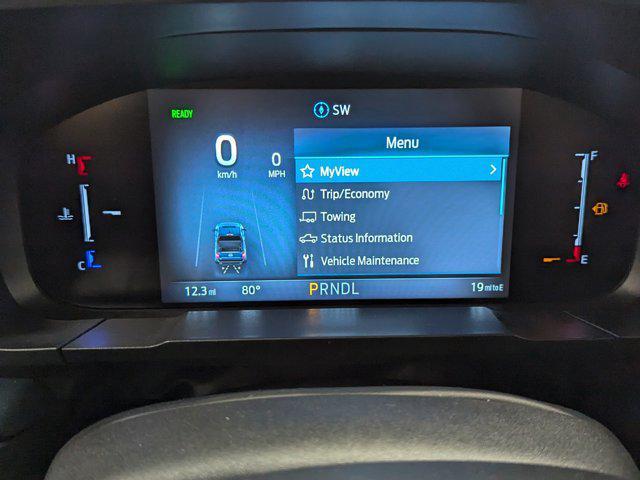 READY
SW
0
km/h
0
MPH
Menu
MyView
Trip/Economy
Towing
Status Information
Vehicle Maintenance
H
C
F
E
12.3 mi
80°
PRNDL
19 mi to E